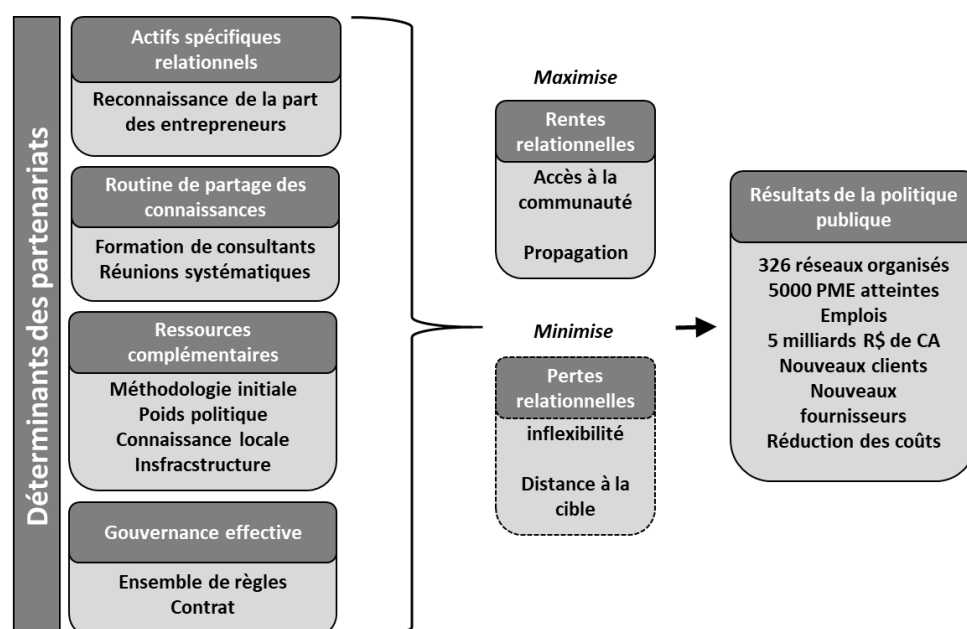 Déterminants des partenariats
Actifs spécifiques
relationnels
Reconnaissance de la part
des entrepreneurs
Routine de partage des
connaissances
Formation de consultants
Réunions systématiques
Ressources
complémentaires
Méthodologie initiale
Poids politique
Connaissance locale
Insfracstructure
Gouvernance effective
Ensemble de règles
Contrat
Maximise
Rentes
relationnelles
Accès à la
communauté
Propagation
Minimise
Pertes
relationnelles
inflexibilité
Distance à la
cible
Résultats de la politique
publique
326 réseaux organisés
5000 PME atteintes
Emplois
5 milliards R$ de CA
Nouveaux clients
Nouveaux
fournisseurs
Réduction des coûts